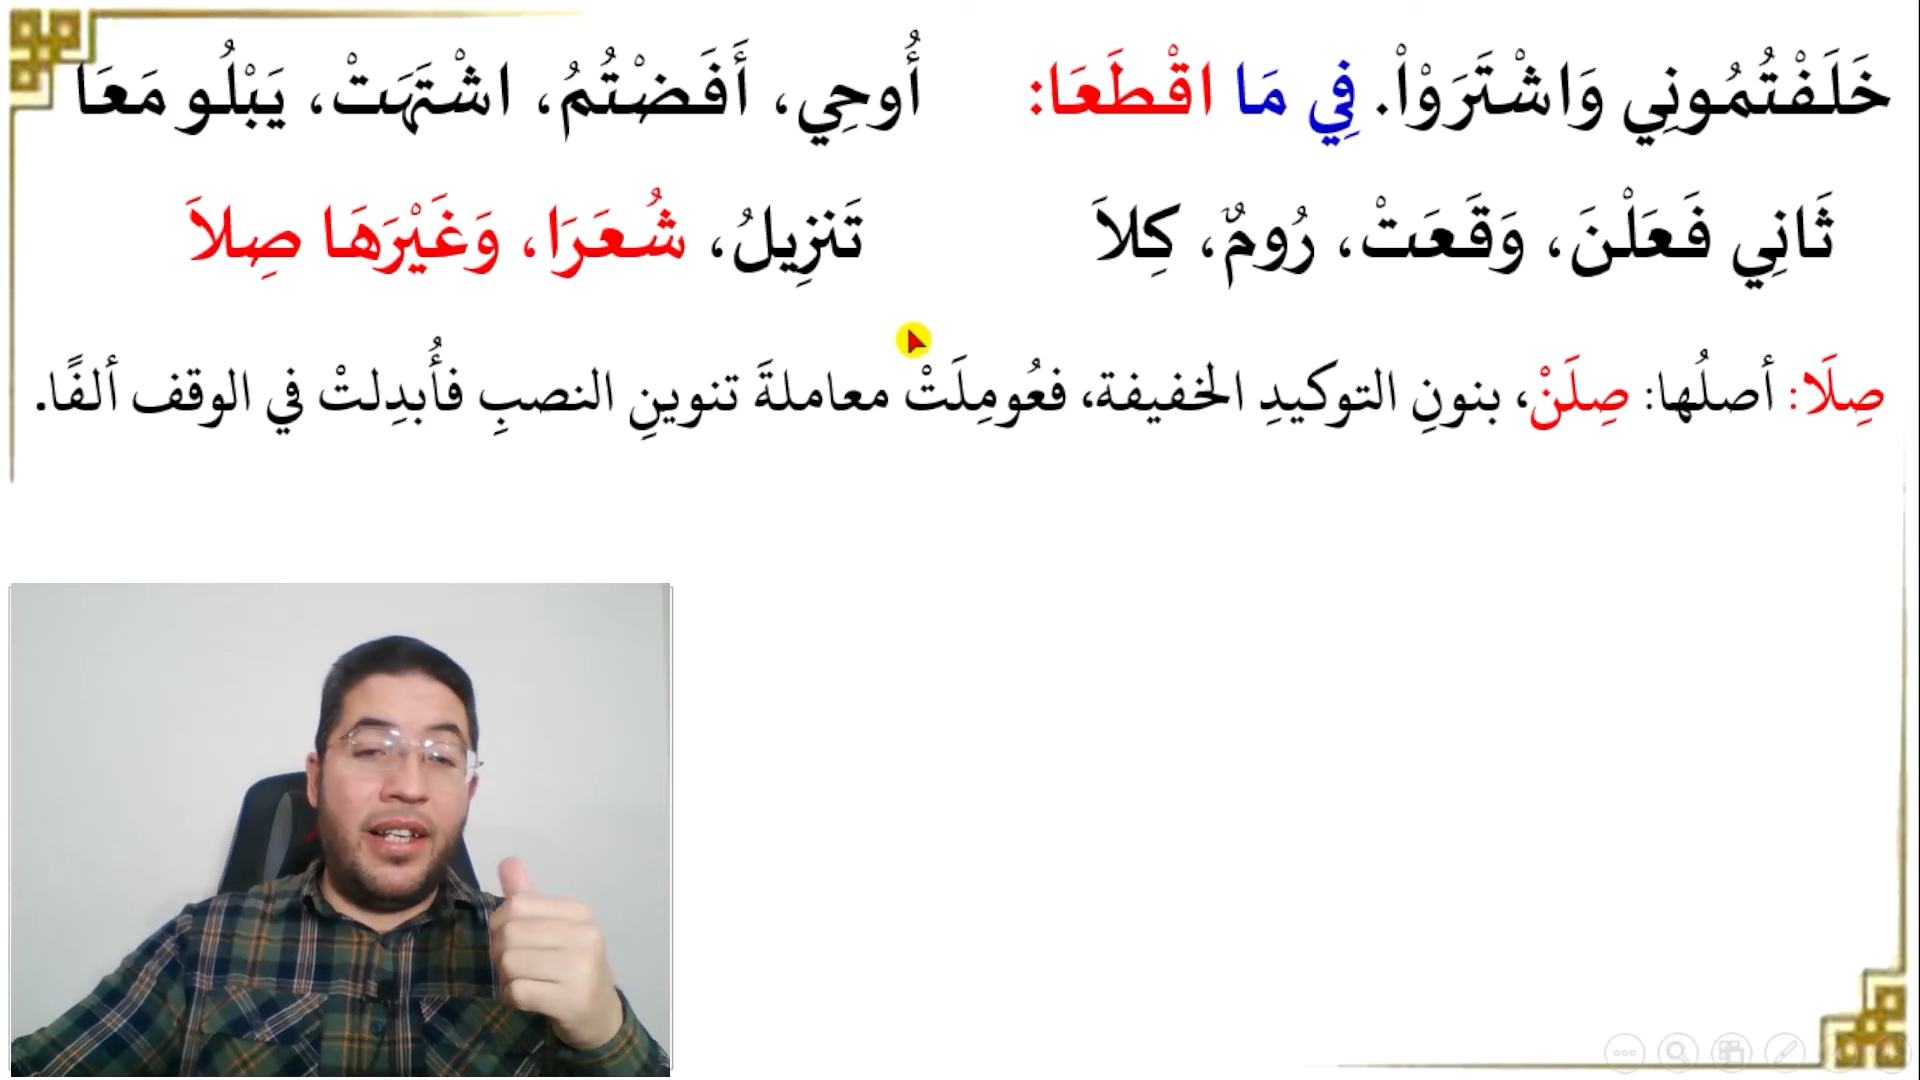 خَلَفْتُمُونِي وَاشْتَرَوْاْ. فِي مَا اقْطَعَا: أُوحِي، أَفَضْتُمُ، اشْتَهَتْ، يَبْلُو مَعَا
ثَانِي فَعَلْنَ، وَقَعَتْ، رُومٌ، كِلاَ تَنزِيلُ، شُعَرَا، وَغَيْرَهَا صِلاَ
صِلَا: أصلُها: صِلَنْ، بنونِ التوكيدِ الخفيفة، فعُومِلَتْ معاملةَ تنوينِ النصبِ فأُبدِلتْ في الوقف ألفًا.